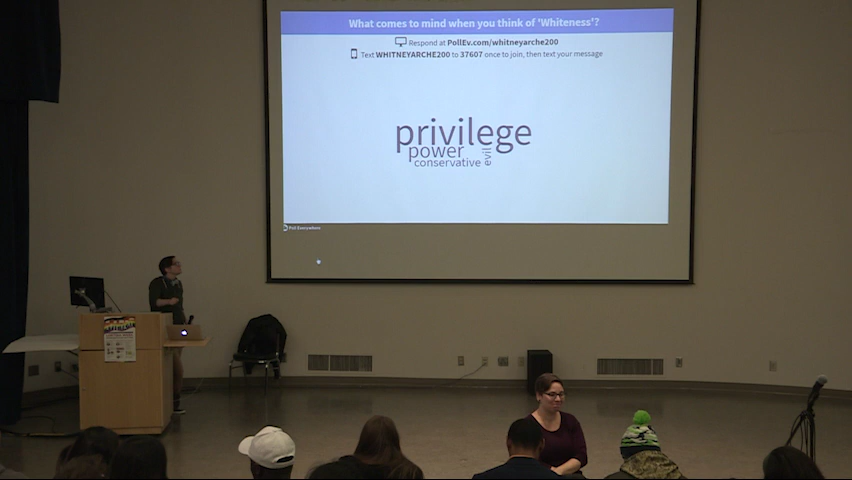 What comes to mind when you think of 'Whiteness'?
Respond at PollEv.com/whitneyarche200
Text WHITNEYARCHE200 to 37607 once to join, then text your message
privilege
power
conservative
evil
Poll Everywhere